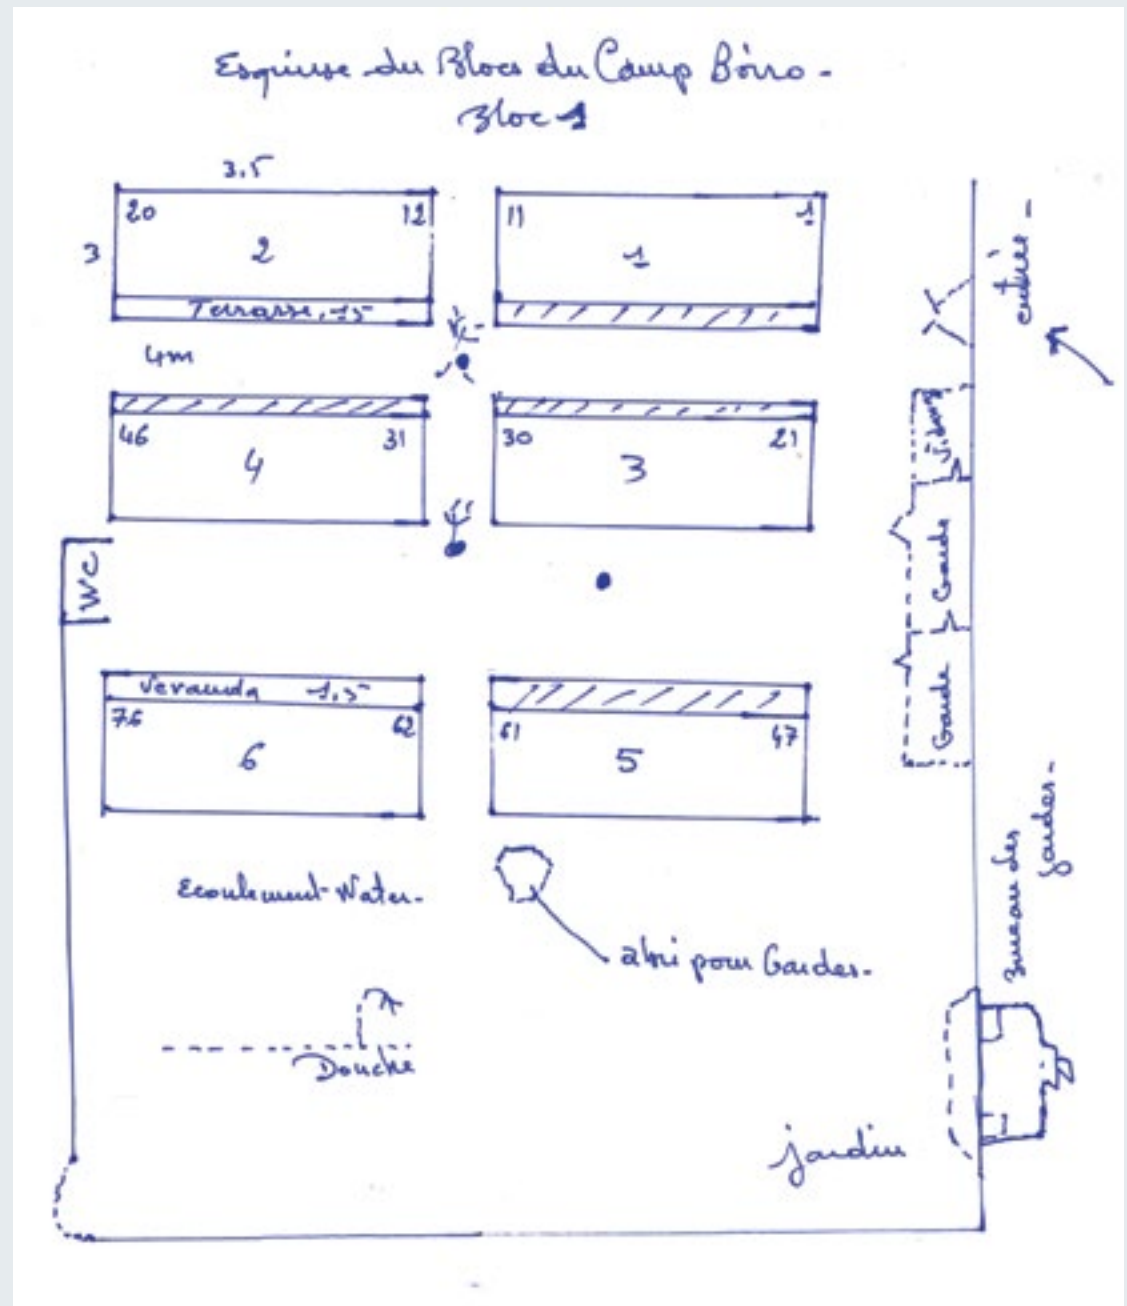 Esquisse du Blocs du Camp Boiro -
Bloc 1
3.5
20 12
3
2
Terrasse 1,5
11 1
1
entrée -
4m
46 31
4
30 21
3
Garde
WC
Garde
Veranda 1,5
76 62
6
61 47
5
Bureau des
gardes -
Ecoulement Water -
abri pour Gardes -
Douche
jardin